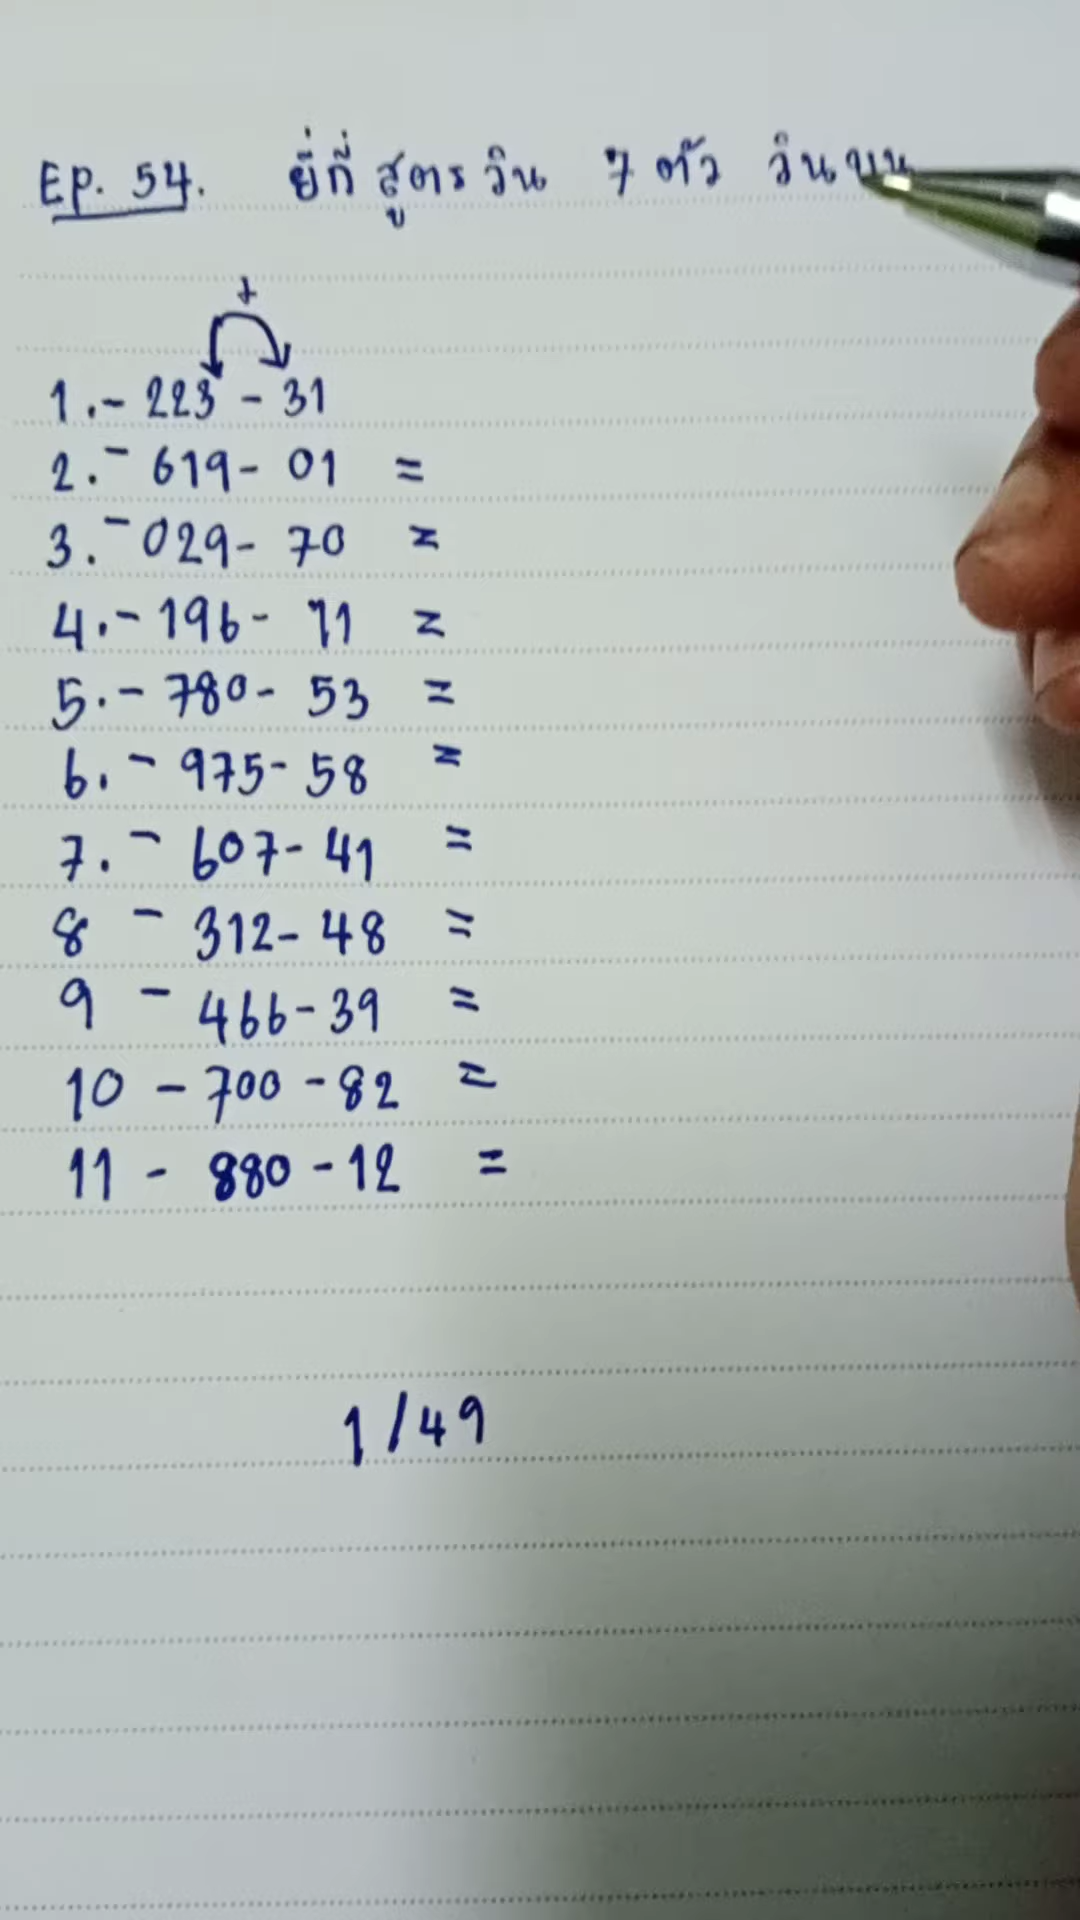 Ep. 54. ยี่กี่ สูตร วิน 7 ตัว วินบน
+
1.- 223 - 31
2.- 619 - 01 =
3.- 029 - 70 =
4.- 196 - 71 =
5.- 780 - 53 =
6.- 975 - 58 =
7.- 607 - 41 =
8 - 312 - 48 =
9 - 466 - 39 =
10 - 700 - 82 =
11 - 880 - 12 =
1/49